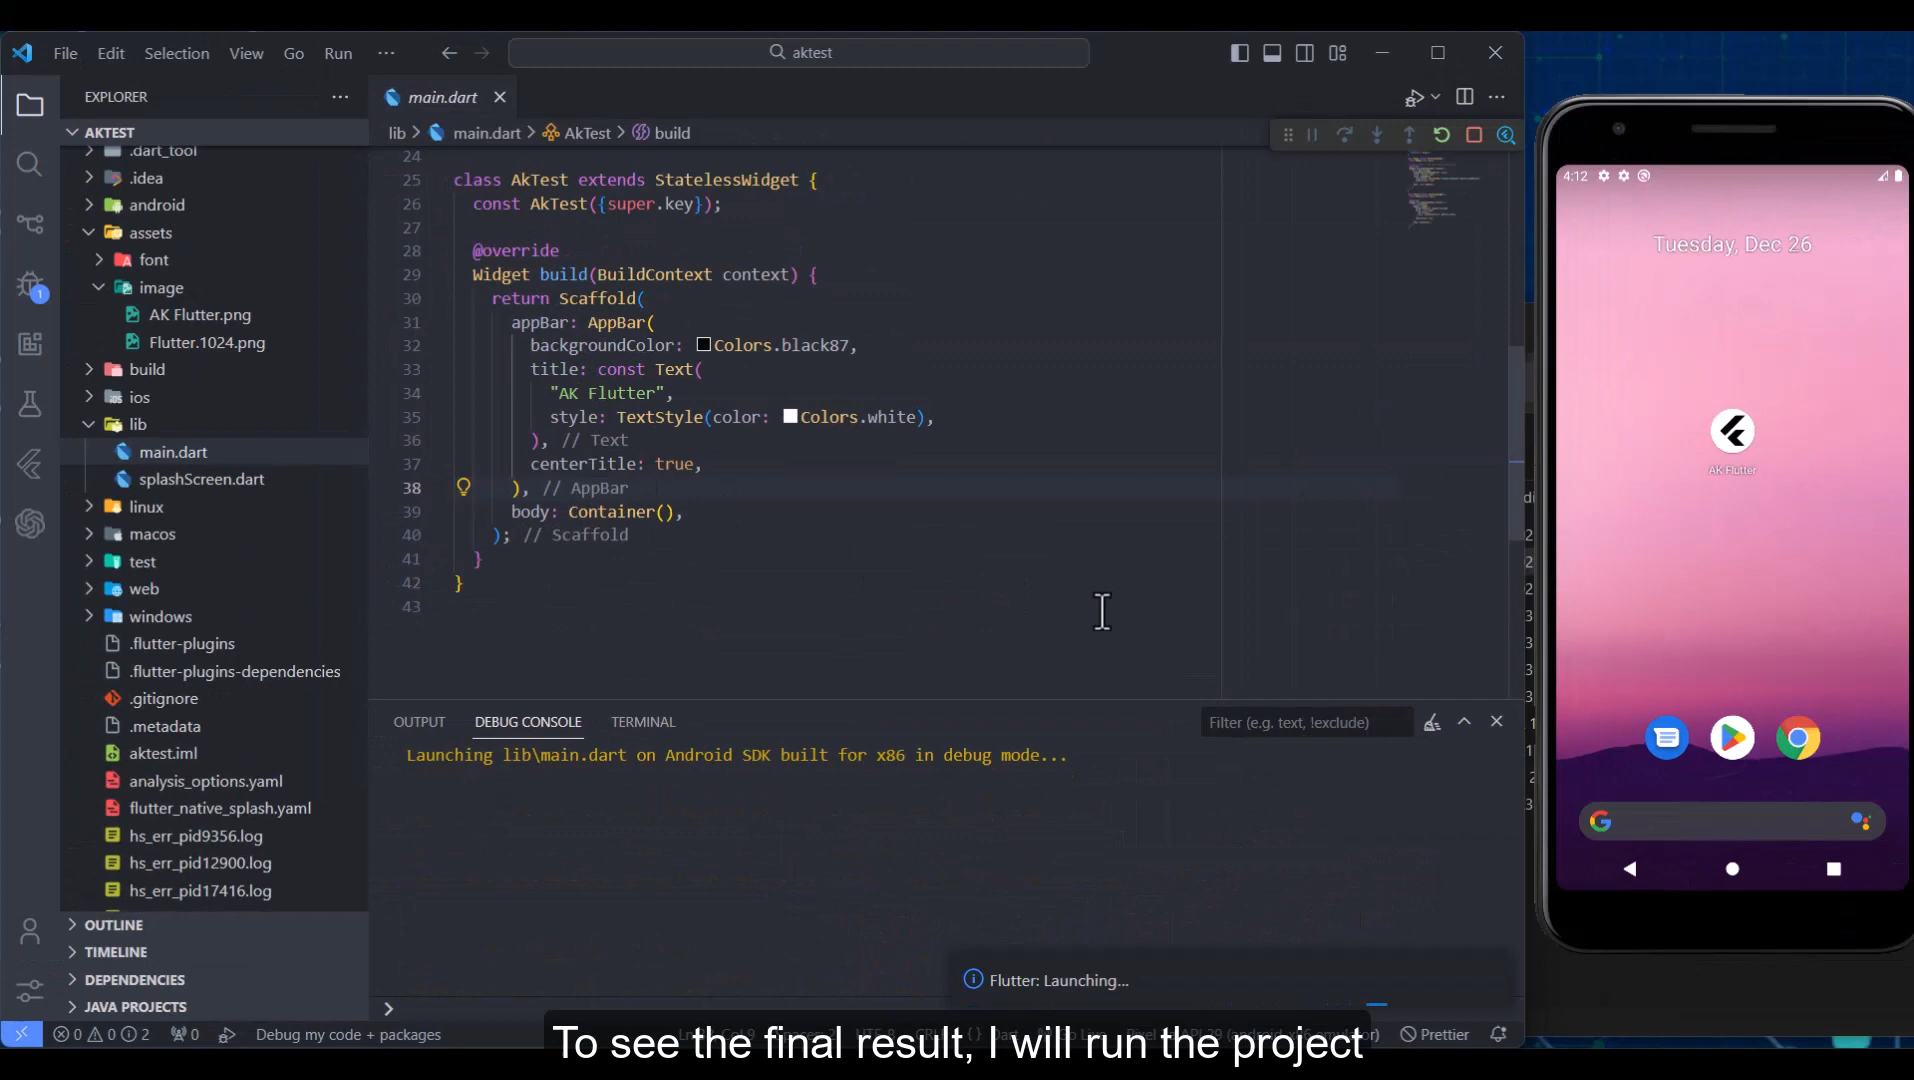 File Edit Selection View Go Run ··· aktest
EXPLORER
AKTEST
.dart_tool
.idea
android
assets
font
image
AK Flutter.png
Flutter.1024.png
build
ios
lib
main.dart
splashScreen.dart
linux
macos
test
web
windows
.flutter-plugins
.flutter-plugins-dependencies
.gitignore
.metadata
aktest.iml
analysis_options.yaml
flutter_native_splash.yaml
hs_err_pid9356.log
hs_err_pid12900.log
hs_err_pid17416.log
OUTLINE
TIMELINE
DEPENDENCIES
JAVA PROJECTS
main.dart
lib > main.dart > AkTest > build
24
25 class AkTest extends StatelessWidget {
26 const AkTest({super.key});
27
28 @override
29 Widget build(BuildContext context) {
30 return Scaffold(
31 appBar: AppBar(
32 backgroundColor: Colors.black87,
33 title: const Text(
34 "AK Flutter",
35 style: TextStyle(color: Colors.white),
36 ), // Text
37 centerTitle: true,
38 ), // AppBar
39 body: Container(),
40 ); // Scaffold
41 }
42 }
43
OUTPUT DEBUG CONSOLE TERMINAL Filter (e.g. text, !exclude)
Launching lib\main.dart on Android SDK built for x86 in debug mode...
Flutter: Launching...
0 0 2 0 Debug my code + packages Prettier
To see the final result, I will run the project
4:12
Tuesday, Dec 26
AK Flutter